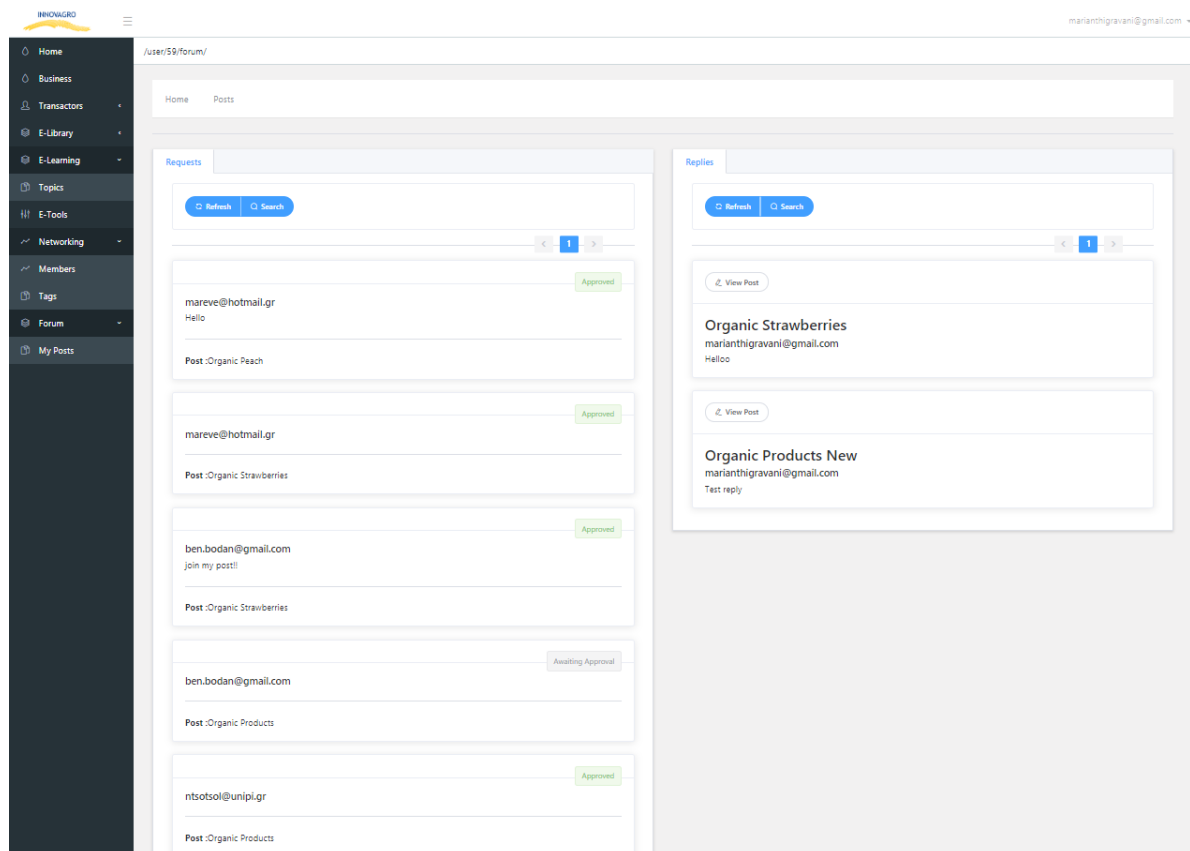 INNOVAGRO
marianthigravani@gmail.com
Home
Business
Transactors
E-Library
E-Learning
Topics
E-Tools
Networking
Members
Tags
Forum
My Posts
/user/59/forum/
Home Posts
Requests
Refresh Search
1
Approved
mareve@hotmail.gr
Hello
Post :Organic Peach
Approved
mareve@hotmail.gr
Post :Organic Strawberries
Approved
ben.bodan@gmail.com
join my post!!
Post :Organic Strawberries
Awaiting Approval
ben.bodan@gmail.com
Post :Organic Products
Approved
ntsotsol@unipi.gr
Post :Organic Products
Replies
Refresh Search
1
View Post
Organic Strawberries
marianthigravani@gmail.com
Helloo
View Post
Organic Products New
marianthigravani@gmail.com
Test reply